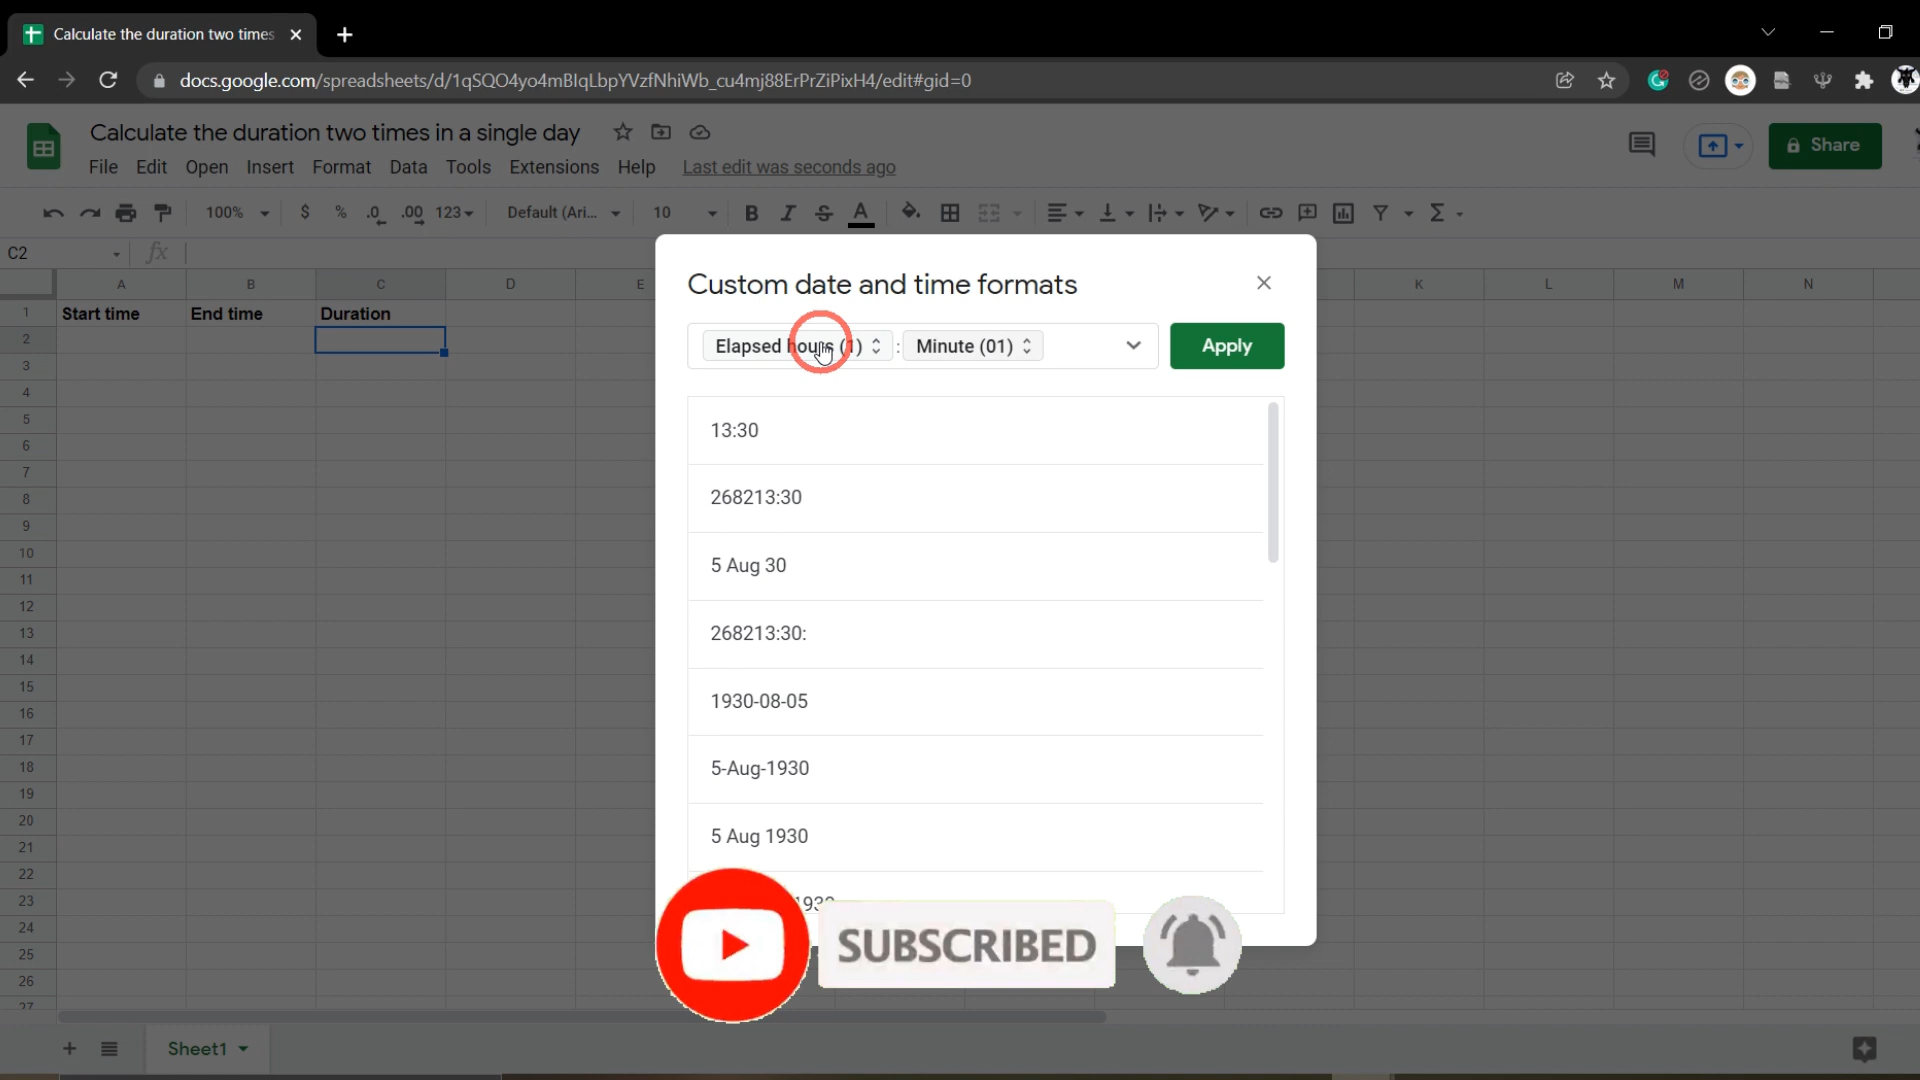 Calculate the duration two times
docs.google.com/spreadsheets/d/1qSQO4yo4mBlqLbpYVzfNhiWb_cu4mj88ErPrZiPixH4/edit#gid=0
Calculate the duration two times in a single day
File Edit Open Insert Format Data Tools Extensions Help Last edit was seconds ago
Share
100% $ % .0 .00 123 Default (Ari... 10 B I S A
C2 fx
A B C D E K L M N
1 Start time End time Duration
2
3
4
5
6
7
8
9
10
11
12
13
14
15
16
17
18
19
20
21
22
23
24
25
26
27
Custom date and time formats
Elapsed hours (1) : Minute (01)
Apply
13:30
268213:30
5 Aug 30
268213:30:
1930-08-05
5-Aug-1930
5 Aug 1930
SUBSCRIBED
Sheet1